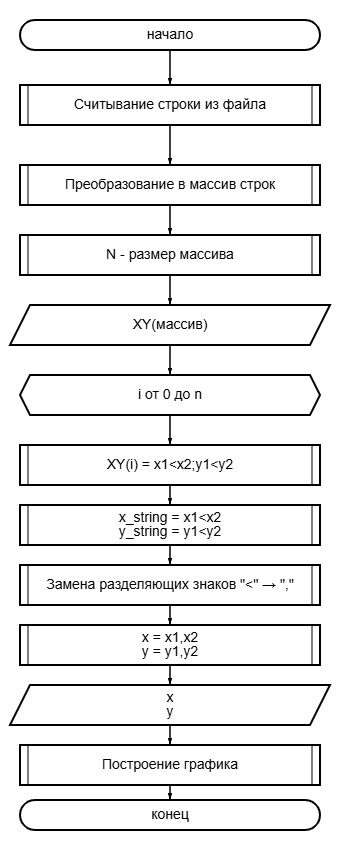 начало
Считывание строки из файла
Преобразование в массив строк
N - размер массива
XY(массив)
i от 0 до n
XY(i) = x1<x2;y1<y2
x_string = x1<x2
y_string = y1<y2
Замена разделяющих знаков "<" → ","
x = x1,x2
y = y1,y2
x
y
Построение графика
конец